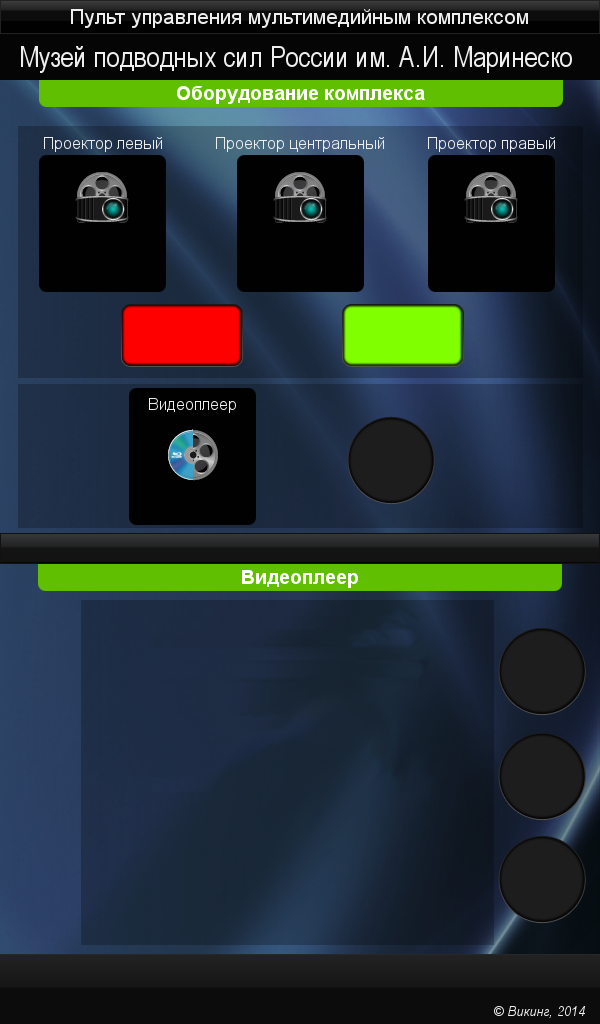 Пульт управления мультимедийным комплексом
Музей подводных сил России им. А.И. Маринеско
Оборудование комплекса
Проектор левый Проектор центральный Проектор правый
Видеоплеер
Видеоплеер
© Викинг, 2014